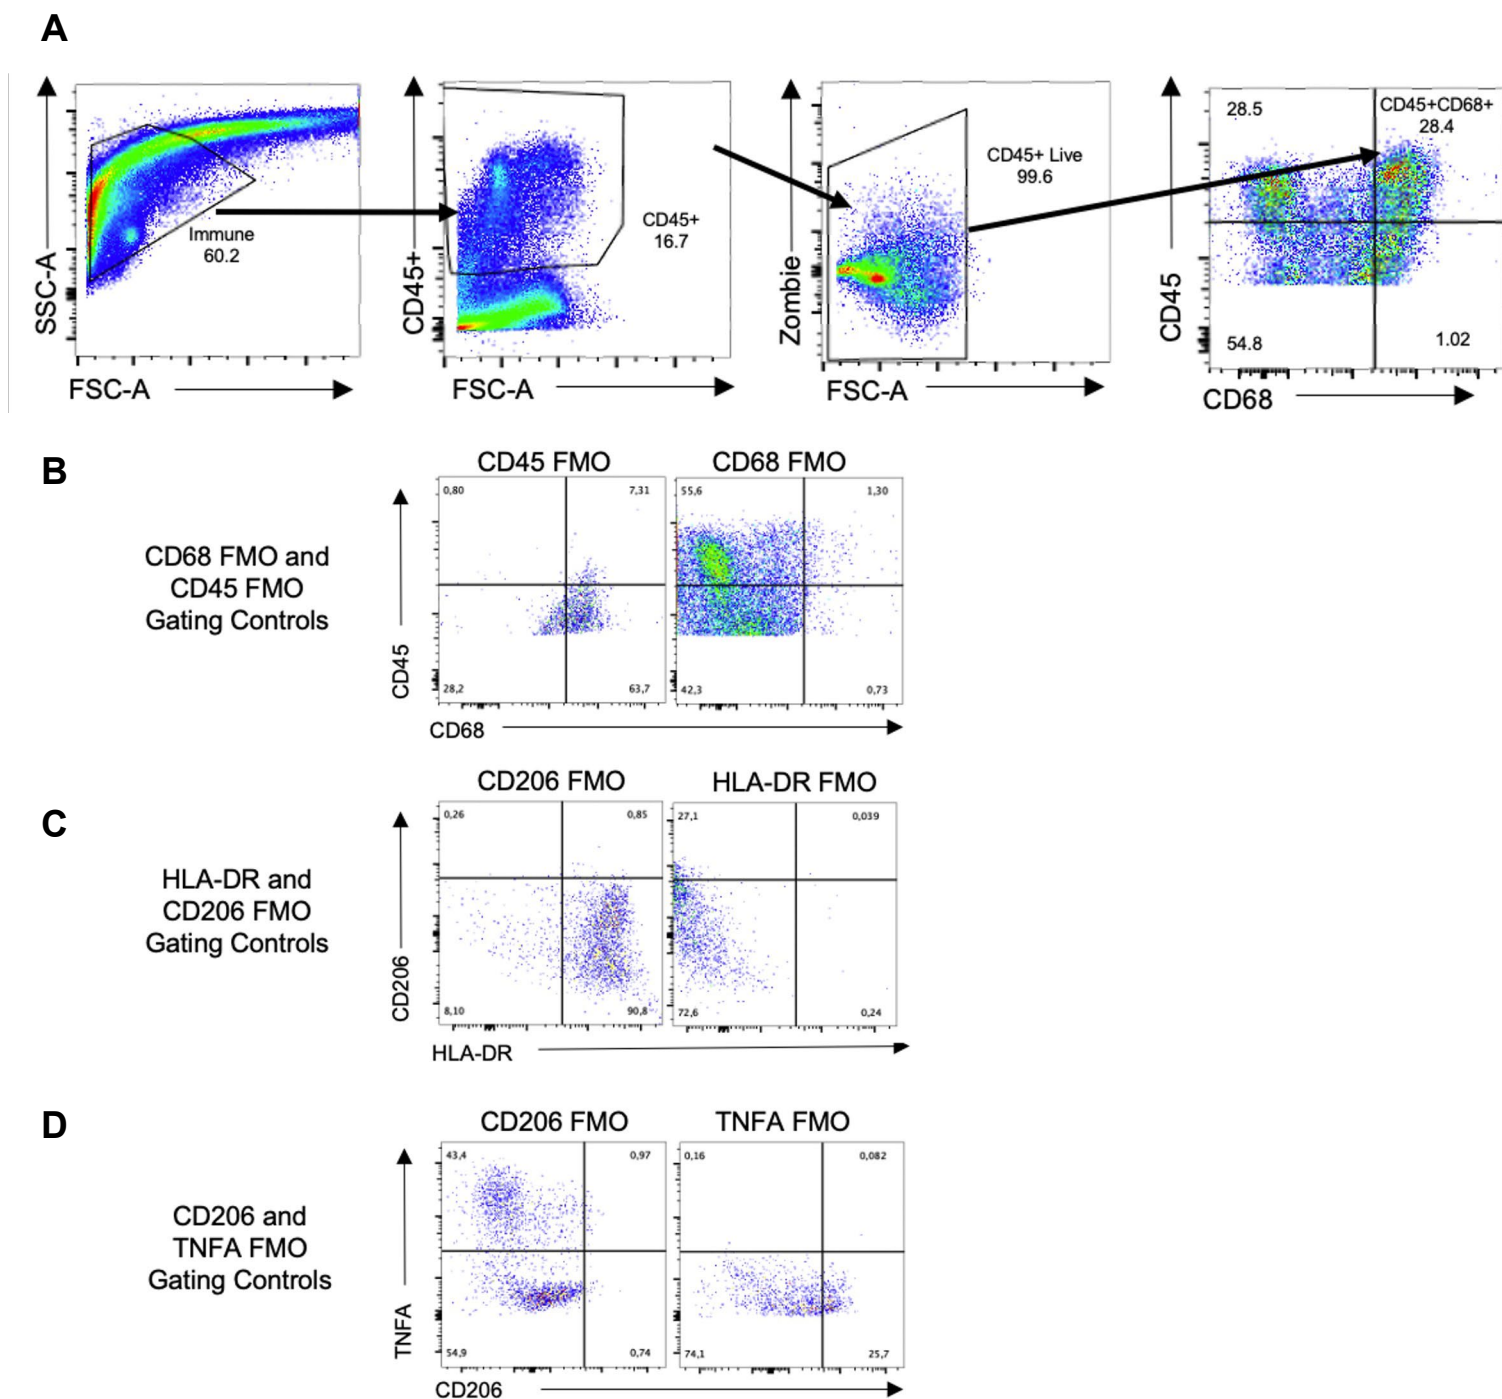 A
SSC-A
Immune
60.2
FSC-A
CD45+
CD45+
16.7
FSC-A
Zombie
CD45+ Live
99.6
FSC-A
CD45
28.5
CD45+CD68+
28.4
54.8
1.02
CD68
B
CD68 FMO and
CD45 FMO
Gating Controls
CD45 FMO
CD68 FMO
CD45
0,80
7,31
28,2
63,7
55,6
1,30
42,3
0,73
CD68
C
HLA-DR and
CD206 FMO
Gating Controls
CD206 FMO
HLA-DR FMO
CD206
0,26
0,85
8,10
90,8
27,1
0,039
72,6
0,24
HLA-DR
D
CD206 and
TNFA FMO
Gating Controls
CD206 FMO
TNFA FMO
TNFA
43,4
0,97
54,9
0,74
0,16
0,082
74,1
25,7
CD206